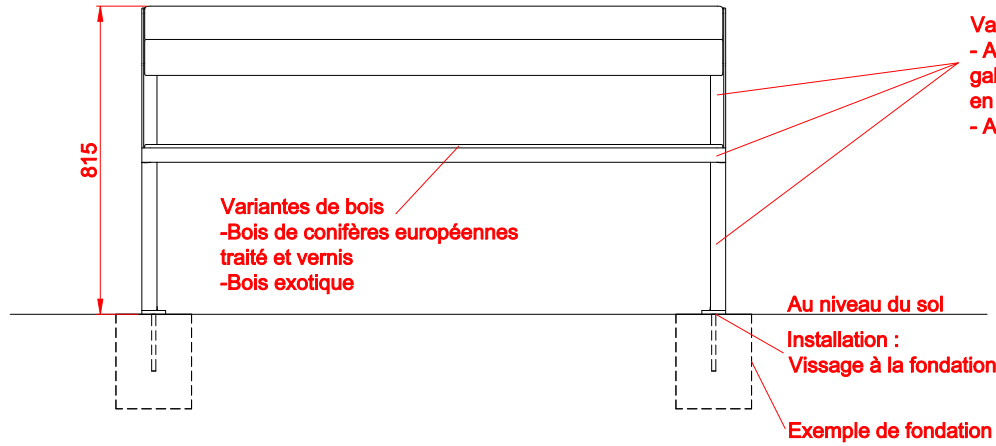 Va
- A
gal
en
- A
815
Variantes de bois
-Bois de conifères européennes
traité et vernis
-Bois exotique
Au niveau du sol
Installation :
Vissage à la fondation
Exemple de fondation